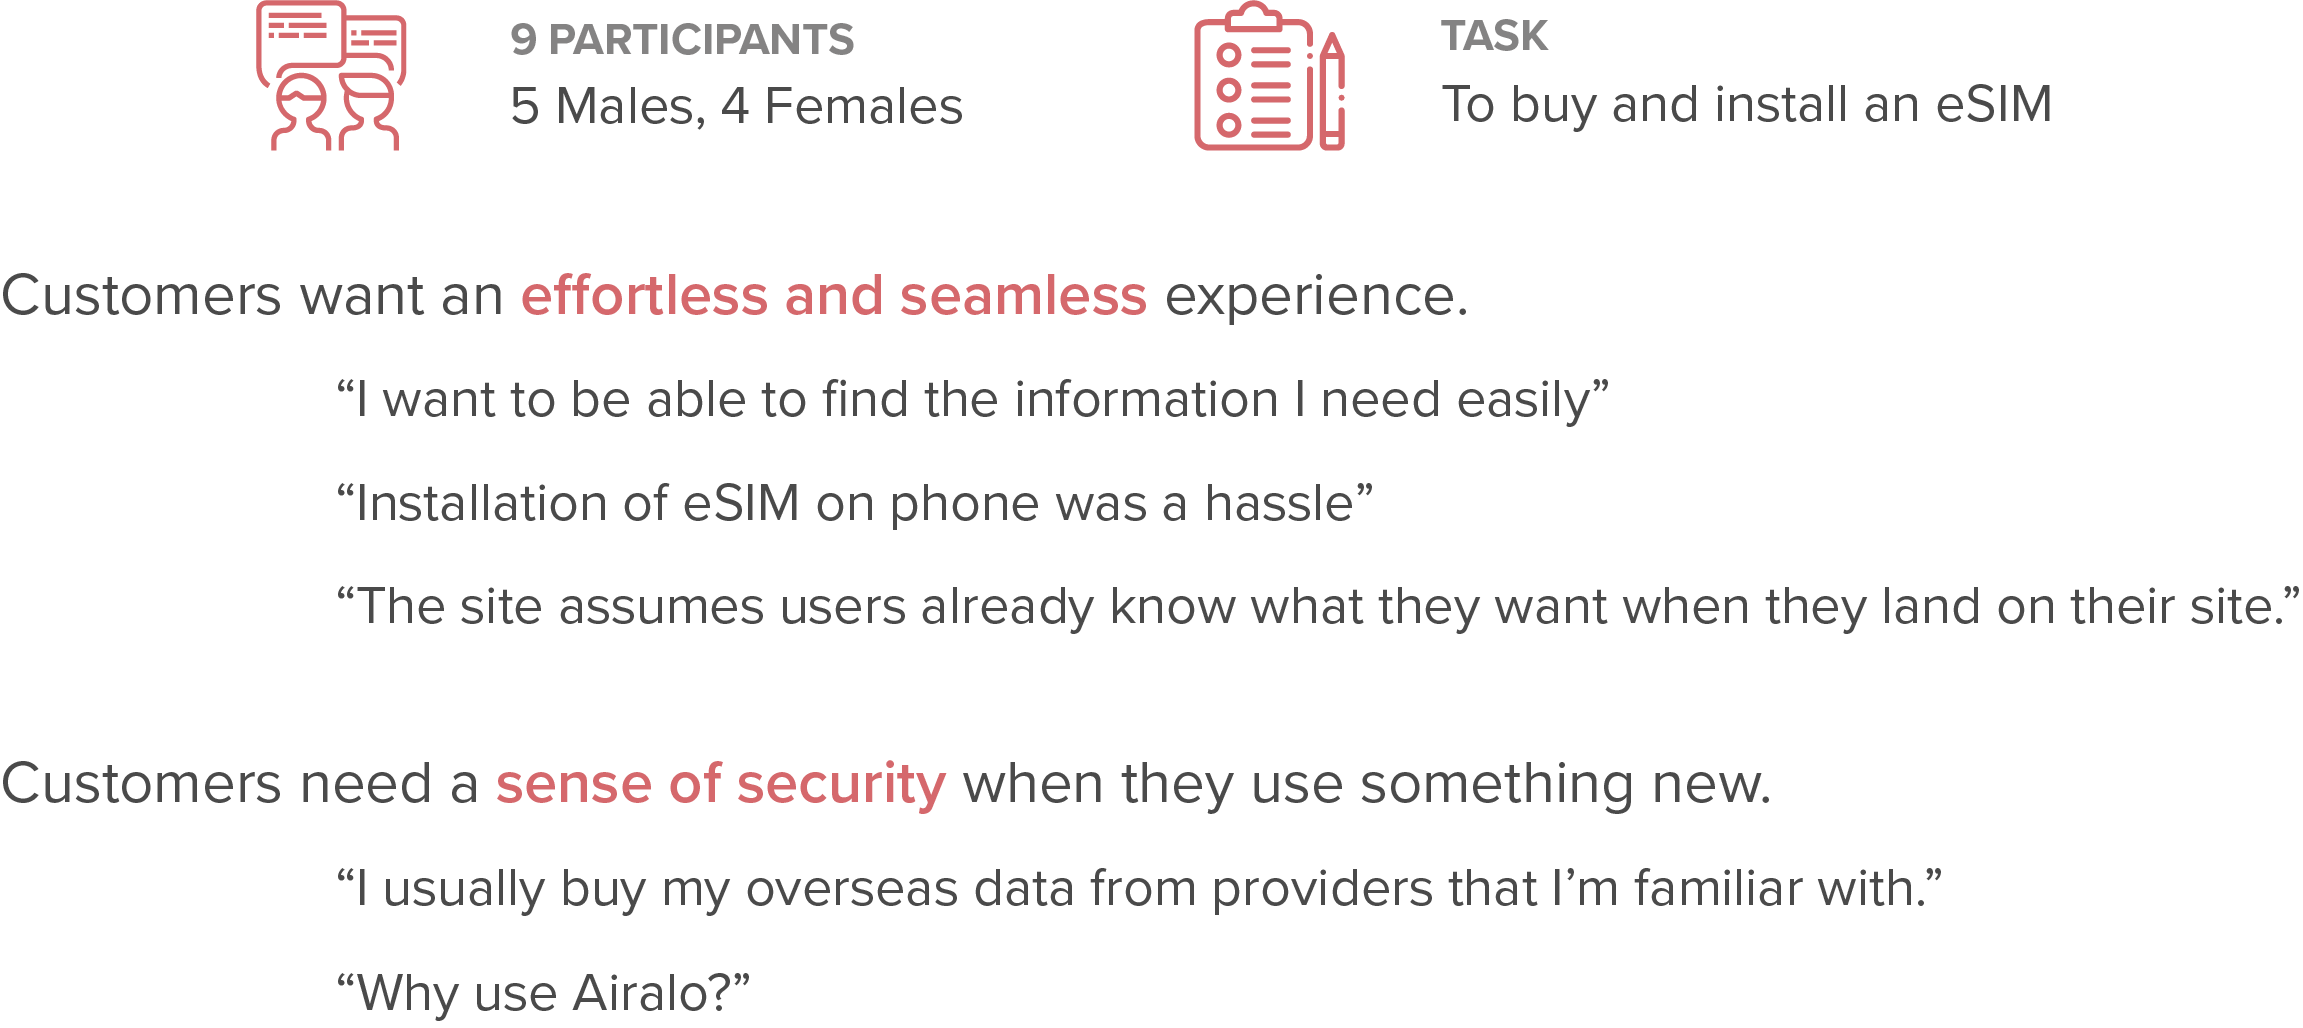 9 PARTICIPANTS
5 Males, 4 Females
TASK
To buy and install an eSIM
Customers want an effortless and seamless experience.
“I want to be able to find the information I need easily”
“Installation of eSIM on phone was a hassle”
“The site assumes users already know what they want when they land on their site.”
Customers need a sense of security when they use something new.
“I usually buy my overseas data from providers that I’m familiar with.”
“Why use Airalo?”